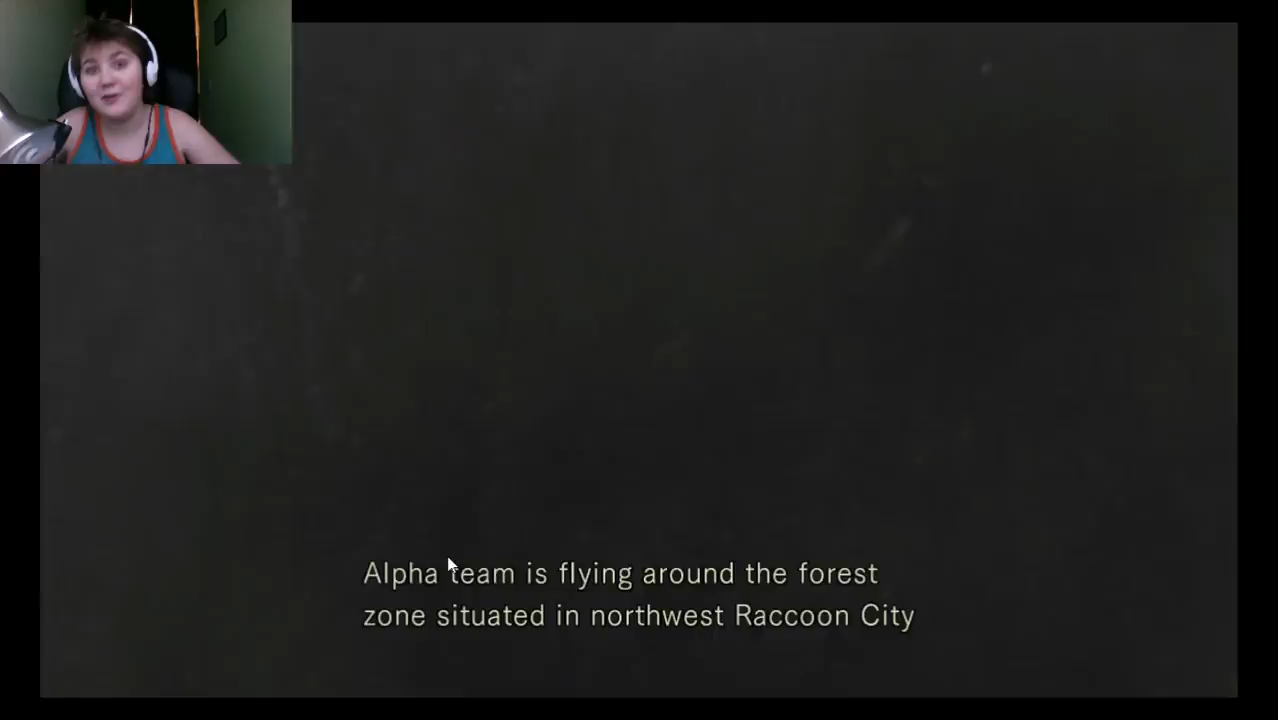 Alpha team is flying around the forest
zone situated in northwest Raccoon City